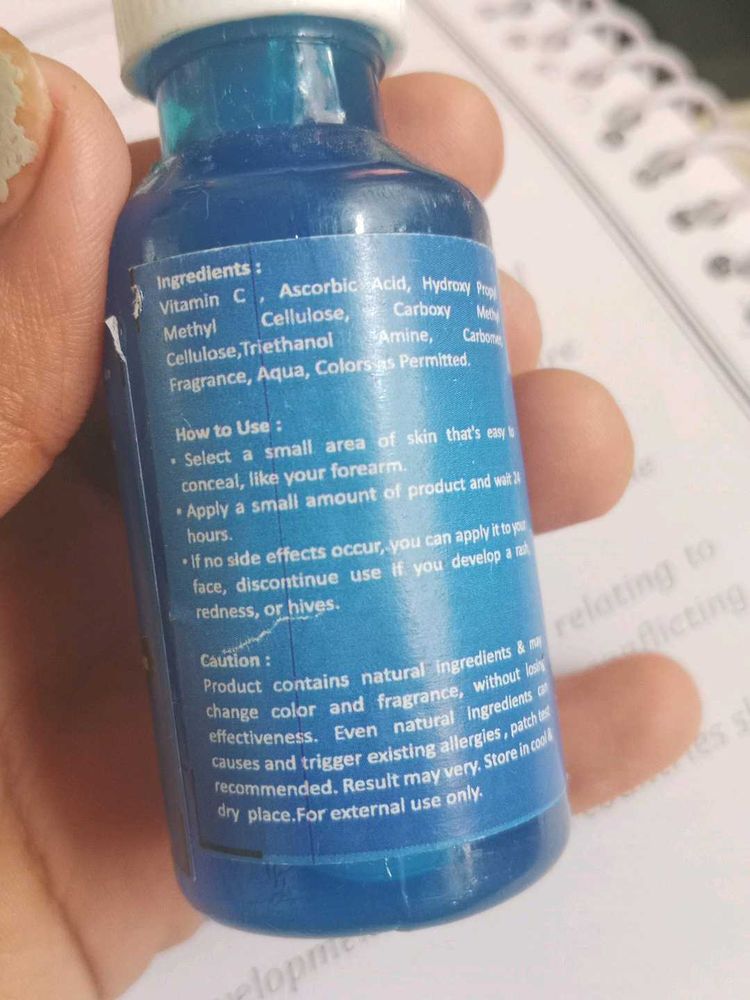 Ingredients :
Vitamin C , Ascorbic Acid, Hydroxy Propil
Methyl Cellulose, Carboxy Methyl
Cellulose,Triethanol Amine, Carbomer,
Fragrance, Aqua, Colors as Permitted.
How to Use :
• Select a small area of skin that's easy to
conceal, like your forearm.
• Apply a small amount of product and wait 24
hours.
• If no side effects occur, you can apply it to your
face, discontinue use if you develop a rash,
redness, or hives.
Caution :
Product contains natural ingredients & may
change color and fragrance, without losing
effectiveness. Even natural ingredients can
causes and trigger existing allergies , patch test
recommended. Result may very. Store in cool &
dry place.For external use only.
relating to
nflicting
velopmen